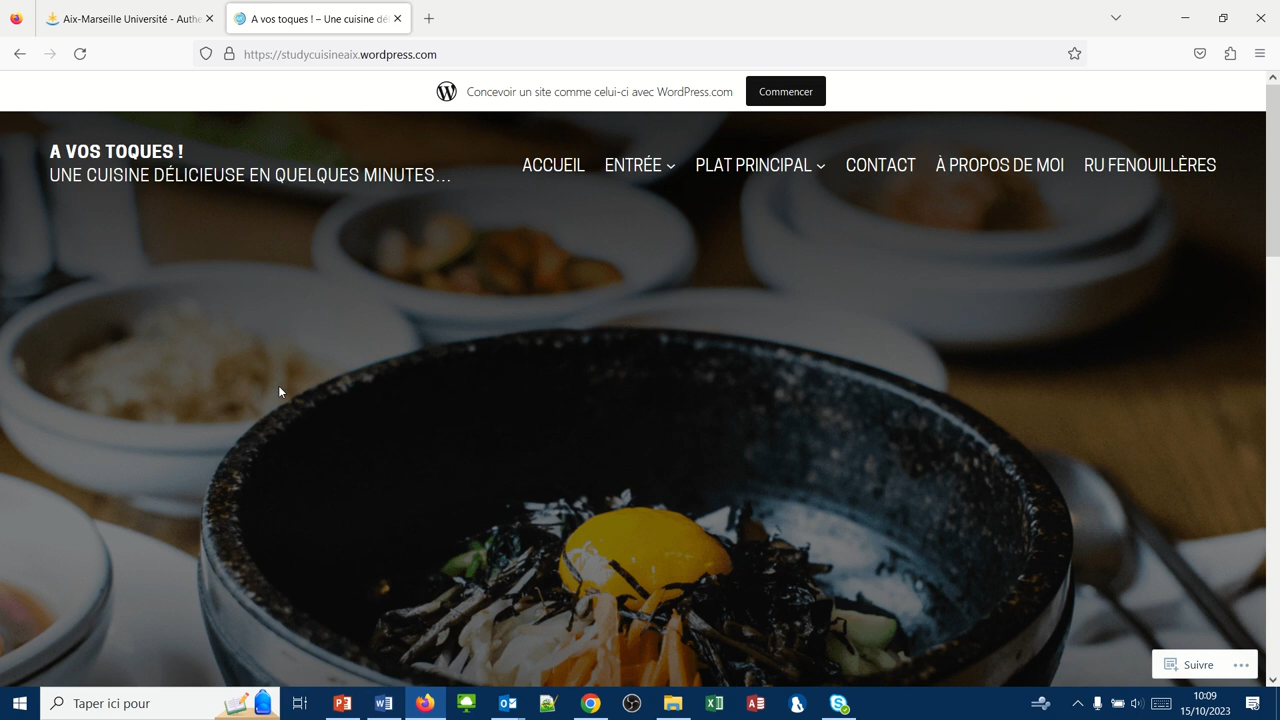 Aix-Marseille Université - Authe
A vos toques ! – Une cuisine dé
https://studycuisineaix.wordpress.com
Concevoir un site comme celui-ci avec WordPress.com
Commencer
A VOS TOQUES !
UNE CUISINE DÉLICIEUSE EN QUELQUES MINUTES…
ACCUEIL ENTRÉE PLAT PRINCIPAL CONTACT À PROPOS DE MOI RU FENOUILLÈRES
Suivre
Taper ici pour
10:09
15/10/2023